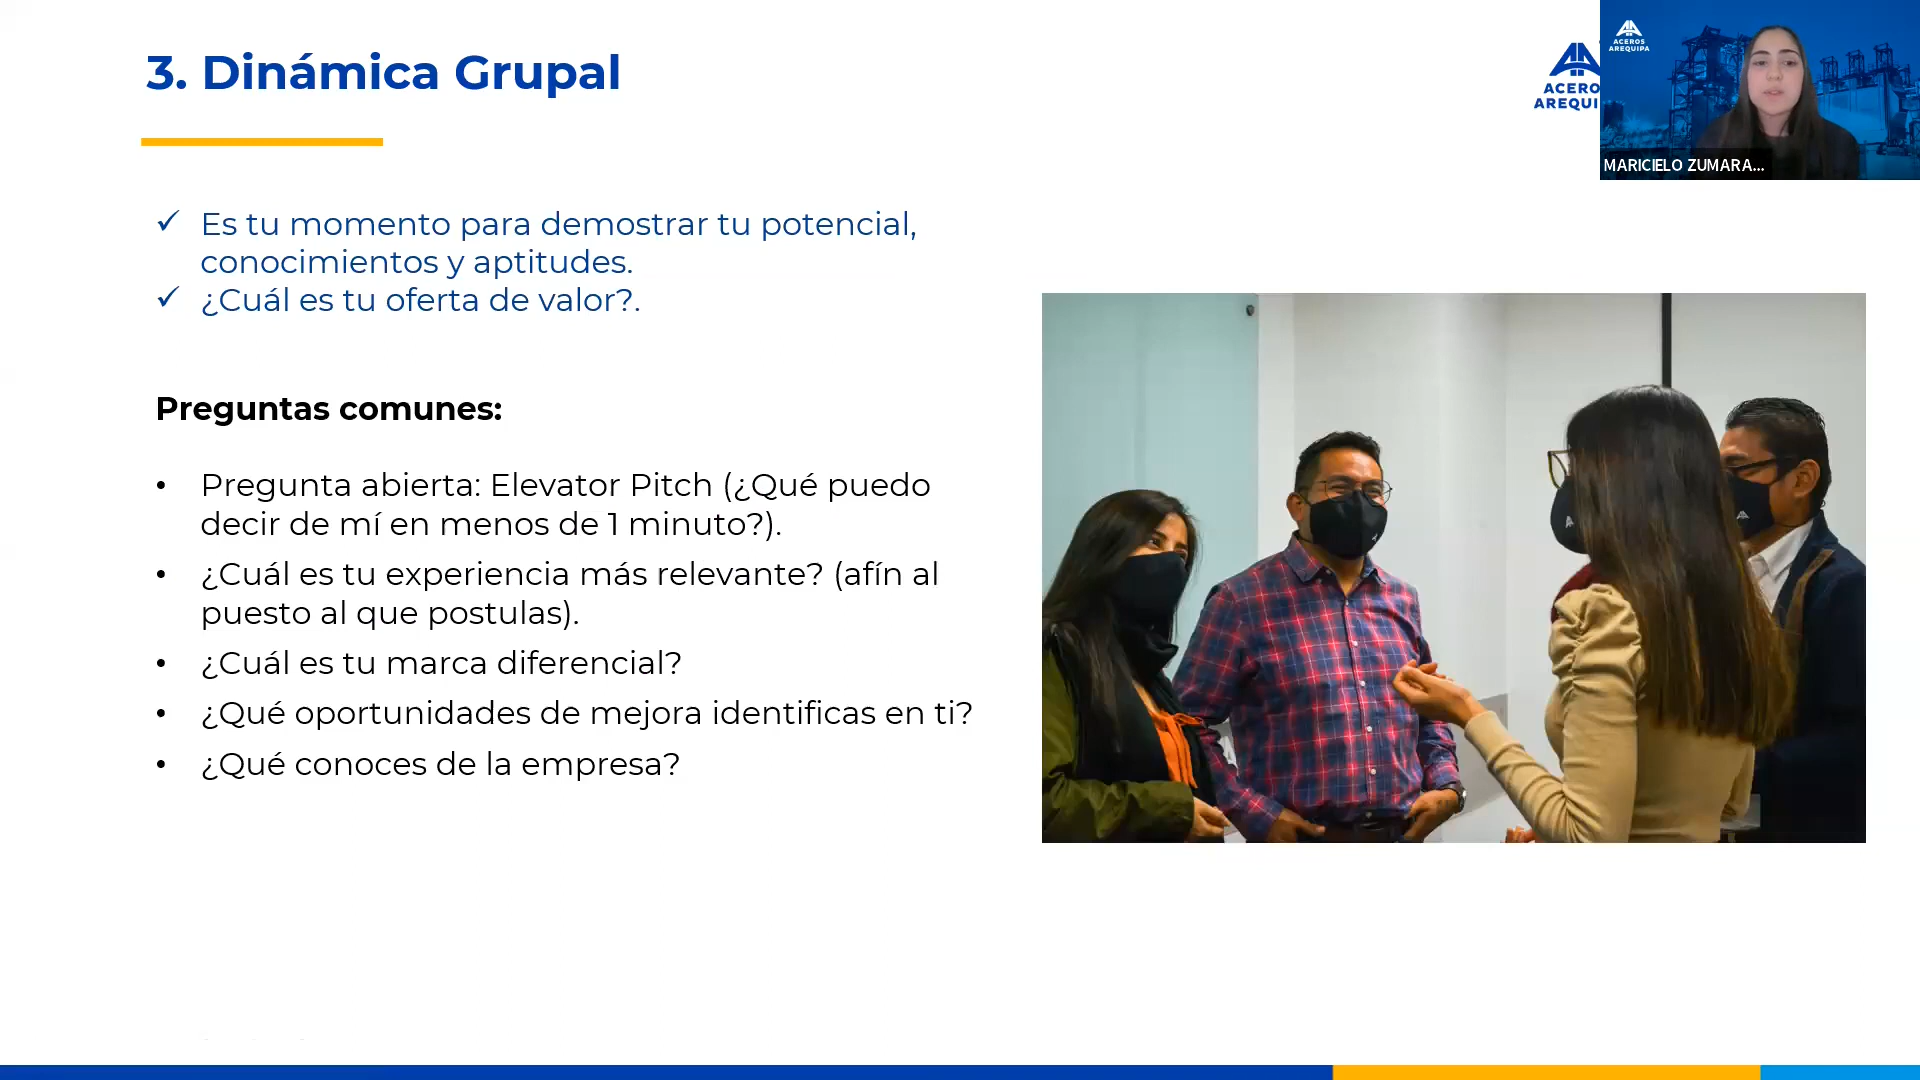 3. Dinámica Grupal
ACEROS
AREQUIPA
ACERO
AREQUI
MARICIELO ZUMARA...
✓ Es tu momento para demostrar tu potencial,
conocimientos y aptitudes.
✓ ¿Cuál es tu oferta de valor?.
Preguntas comunes:
• Pregunta abierta: Elevator Pitch (¿Qué puedo
decir de mí en menos de 1 minuto?).
• ¿Cuál es tu experiencia más relevante? (afín al
puesto al que postulas).
• ¿Cuál es tu marca diferencial?
• ¿Qué oportunidades de mejora identificas en ti?
• ¿Qué conoces de la empresa?